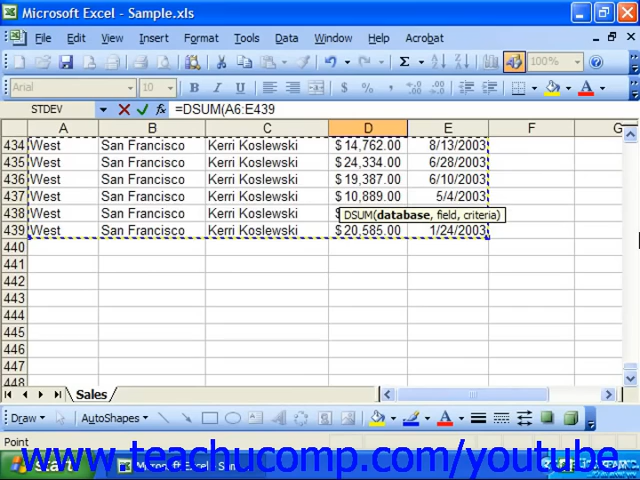 Microsoft Excel - Sample.xls
File Edit View Insert Format Tools Data Window Help Acrobat
100%
Arial 10 B I U $ % ,
STDEV fx =DSUM(A6:E439
A B C D E F G
434 West San Francisco Kerri Koslewski $14,762.00 8/13/2003
435 West San Francisco Kerri Koslewski $24,334.00 6/28/2003
436 West San Francisco Kerri Koslewski $19,387.00 6/10/2003
437 West San Francisco Kerri Koslewski $10,889.00 5/4/2003
438 West San Francisco Kerri Koslewski $ DSUM(database, field, criteria)
439 West San Francisco Kerri Koslewski $20,585.00 1/24/2003
440
441
442
443
444
445
446
447
448
Sales
Draw AutoShapes
Point
www.teachucomp.com/youtube
start Microsoft Excel - Sam